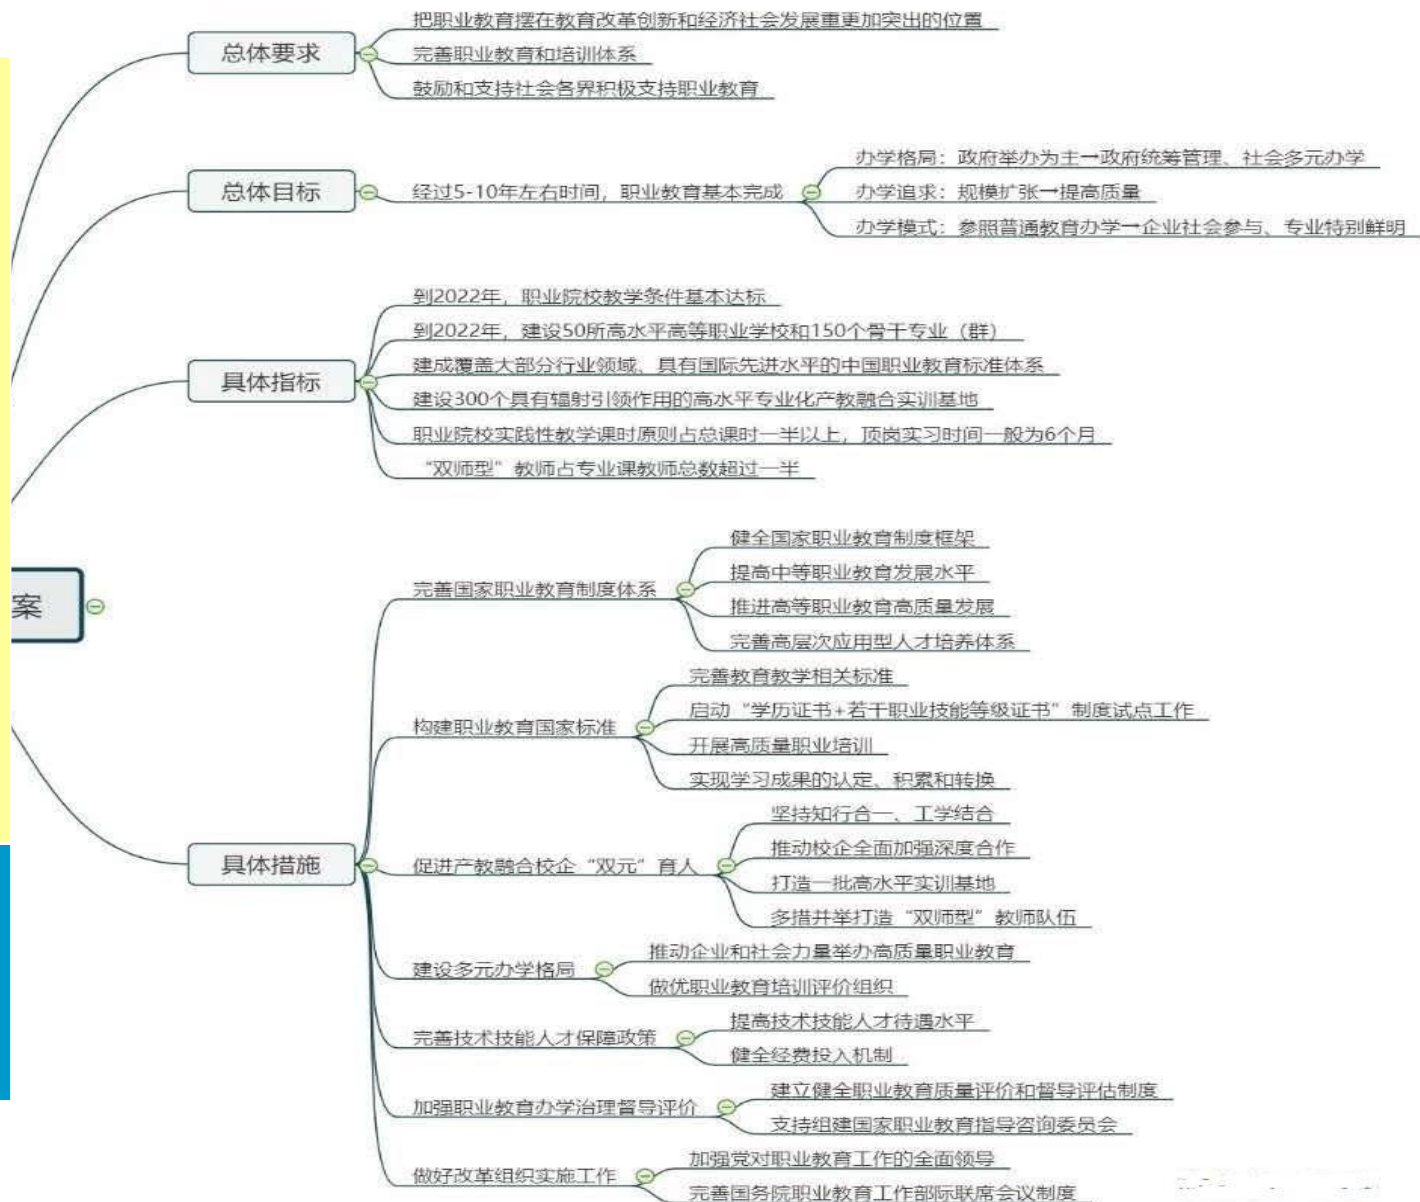 总体要求
把职业教育摆在教育改革创新和经济社会发展重更加突出的位置
完善职业教育和培训体系
鼓励和支持社会各界积极支持职业教育
总体目标
经过5-10年左右时间，职业教育基本完成
办学格局：政府举办为主→政府统筹管理、社会多元办学
办学追求：规模扩张→提高质量
办学模式：参照普通教育办学→企业社会参与、专业特别鲜明
具体指标
到2022年，职业院校教学条件基本达标
到2022年，建设50所高水平高等职业学校和150个骨干专业（群）
建成覆盖大部分行业领域、具有国际先进水平的中国职业教育标准体系
建设300个具有辐射引领作用的高水平专业化产教融合实训基地
职业院校实践性教学课时原则占总课时一半以上，顶岗实习时间一般为6个月
“双师型”教师占专业课教师总数超过一半
案
具体措施
完善国家职业教育制度体系
健全国家职业教育制度框架
提高中等职业教育发展水平
推进高等职业教育高质量发展
完善高层次应用型人才培养体系
构建职业教育国家标准
完善教育教学相关标准
启动“学历证书+若干职业技能等级证书”制度试点工作
开展高质量职业培训
实现学习成果的认定、积累和转换
促进产教融合校企“双元”育人
坚持知行合一、工学结合
推动校企全面加强深度合作
打造一批高水平实训基地
多措并举打造“双师型”教师队伍
建设多元办学格局
推动企业和社会力量举办高质量职业教育
做优职业教育培训评价组织
完善技术技能人才保障政策
提高技术技能人才待遇水平
健全经费投入机制
加强职业教育办学治理督导评价
建立健全职业教育质量评价和督导评估制度
支持组建国家职业教育指导咨询委员会
做好改革组织实施工作
加强党对职业教育工作的全面领导
完善国务院职业教育工作部际联席会议制度